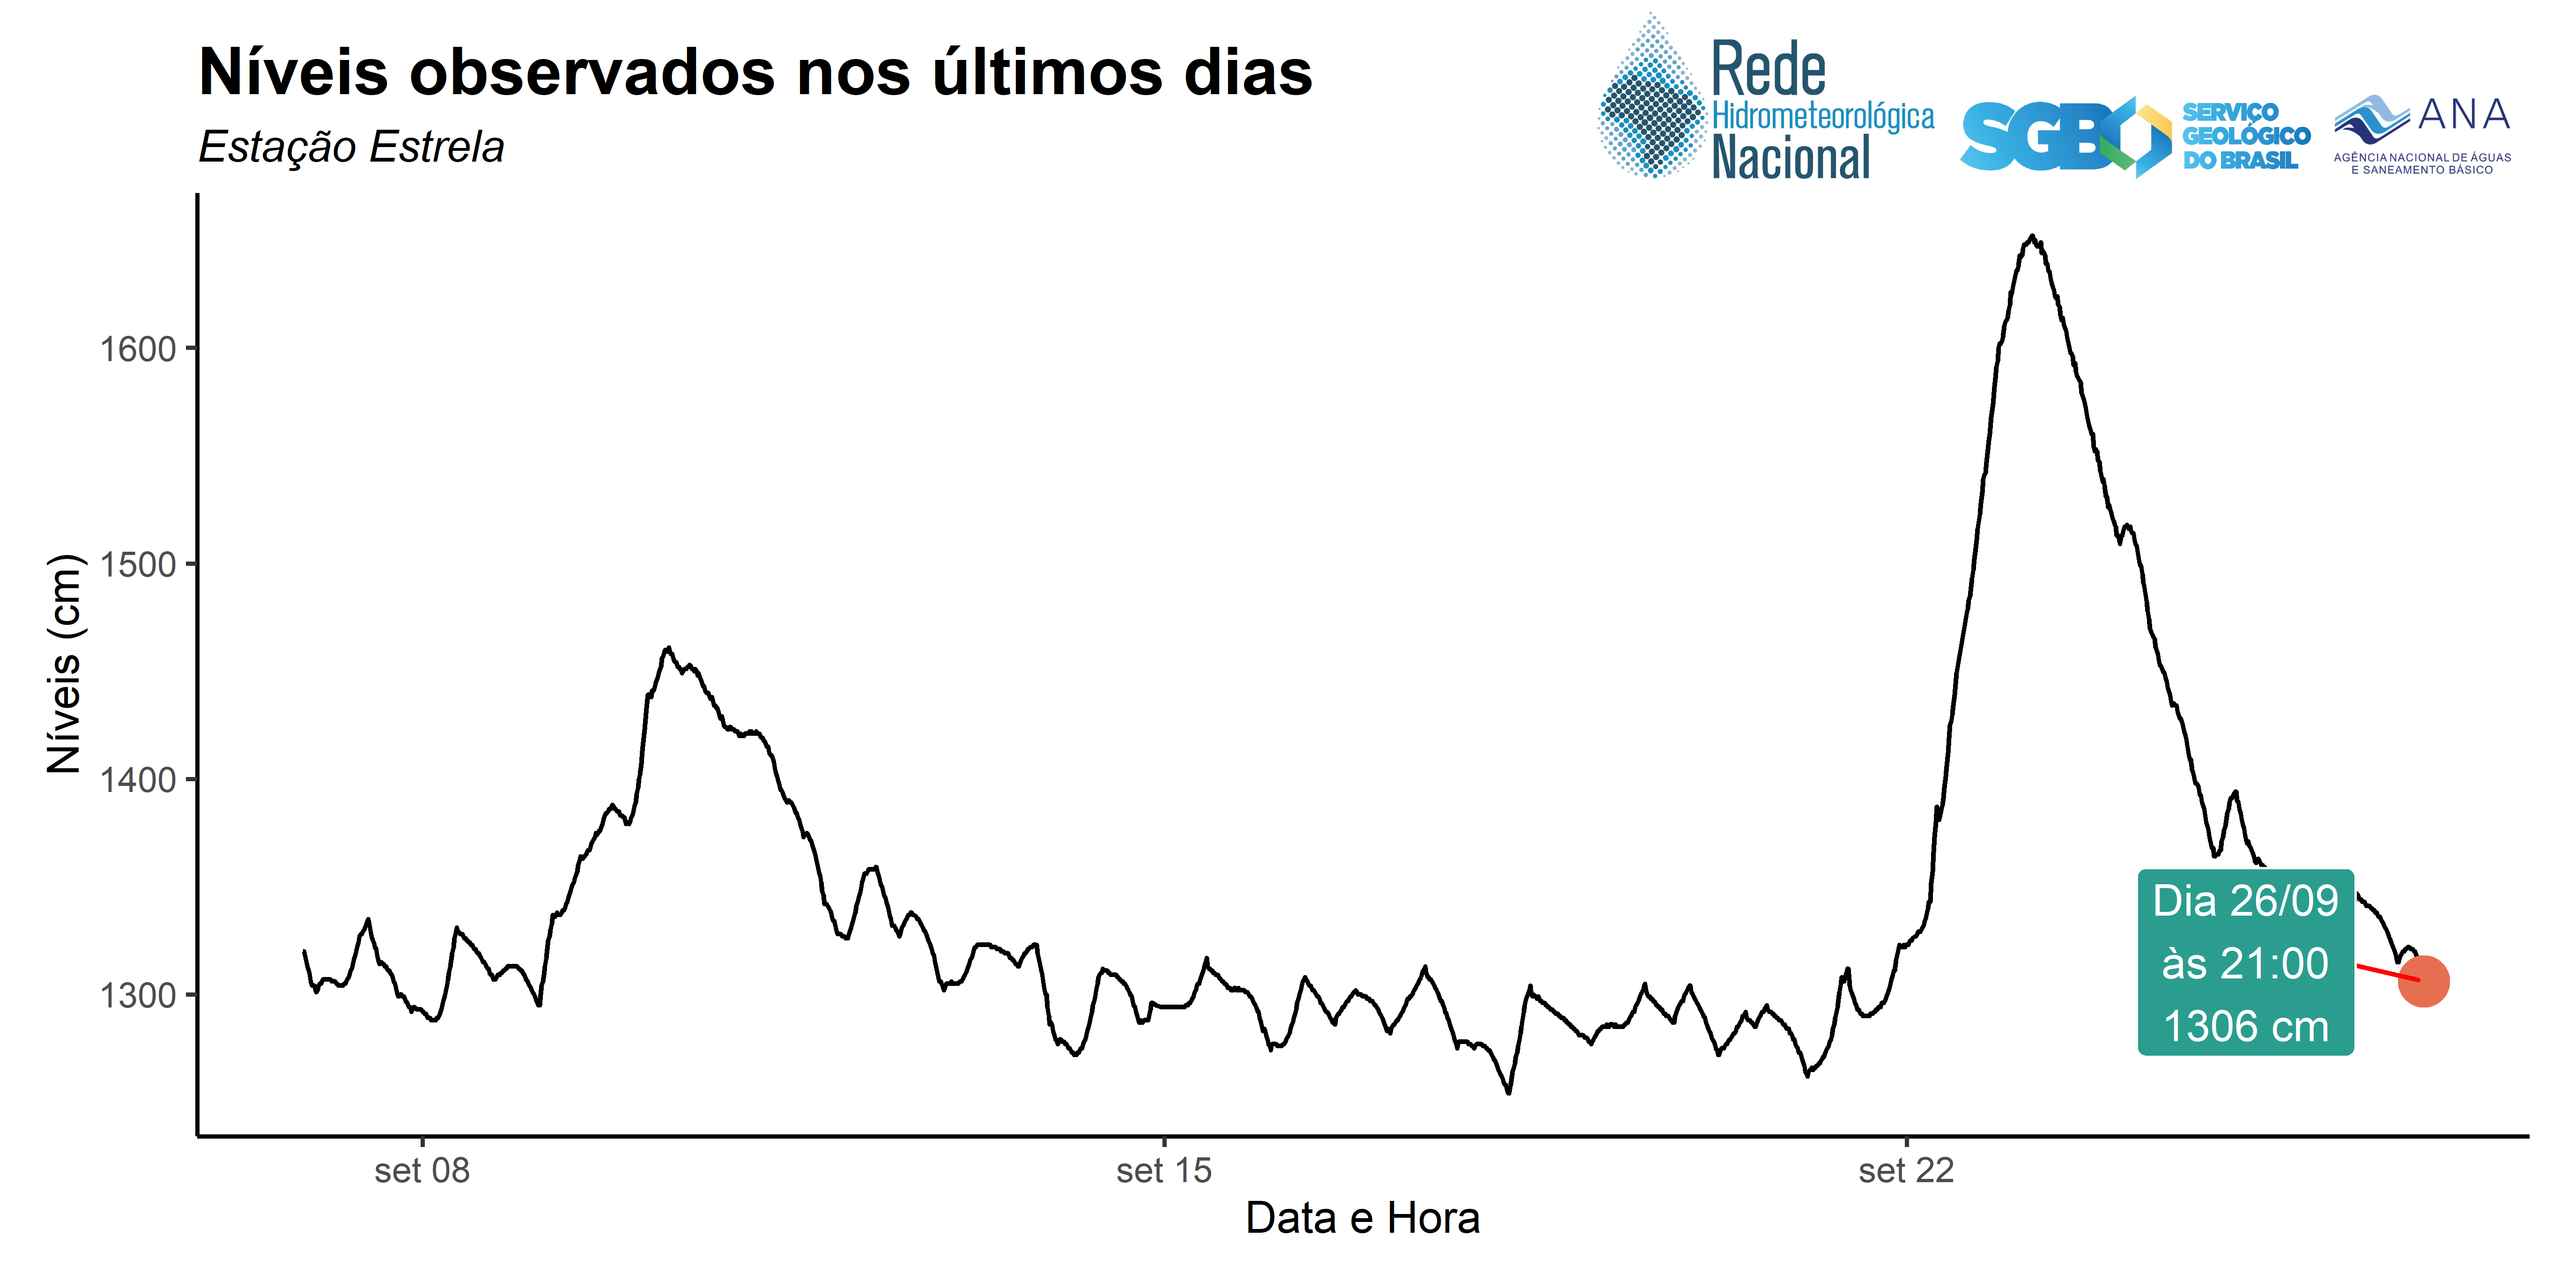 Níveis observados nos últimos dias
Estação Estrela
Rede
Hidrometeorológica
Nacional
SGB
SERVIÇO
GEOLÓGICO
DO BRASIL
ANA
AGÊNCIA NACIONAL DE ÁGUAS
E SANEAMENTO BÁSICO
Níveis (cm)
1600
1500
1400
1300
Dia 26/09
às 21:00
1306 cm
set 08
set 15
set 22
Data e Hora